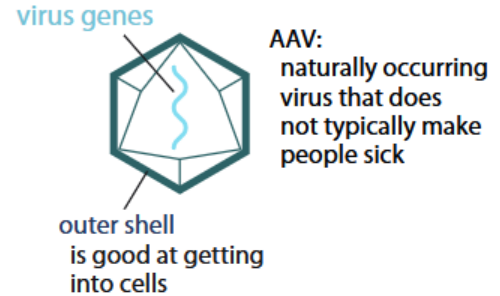 virus genes
AAV:
naturally occurring
virus that does
not typically make
people sick
outer shell
is good at getting
into cells